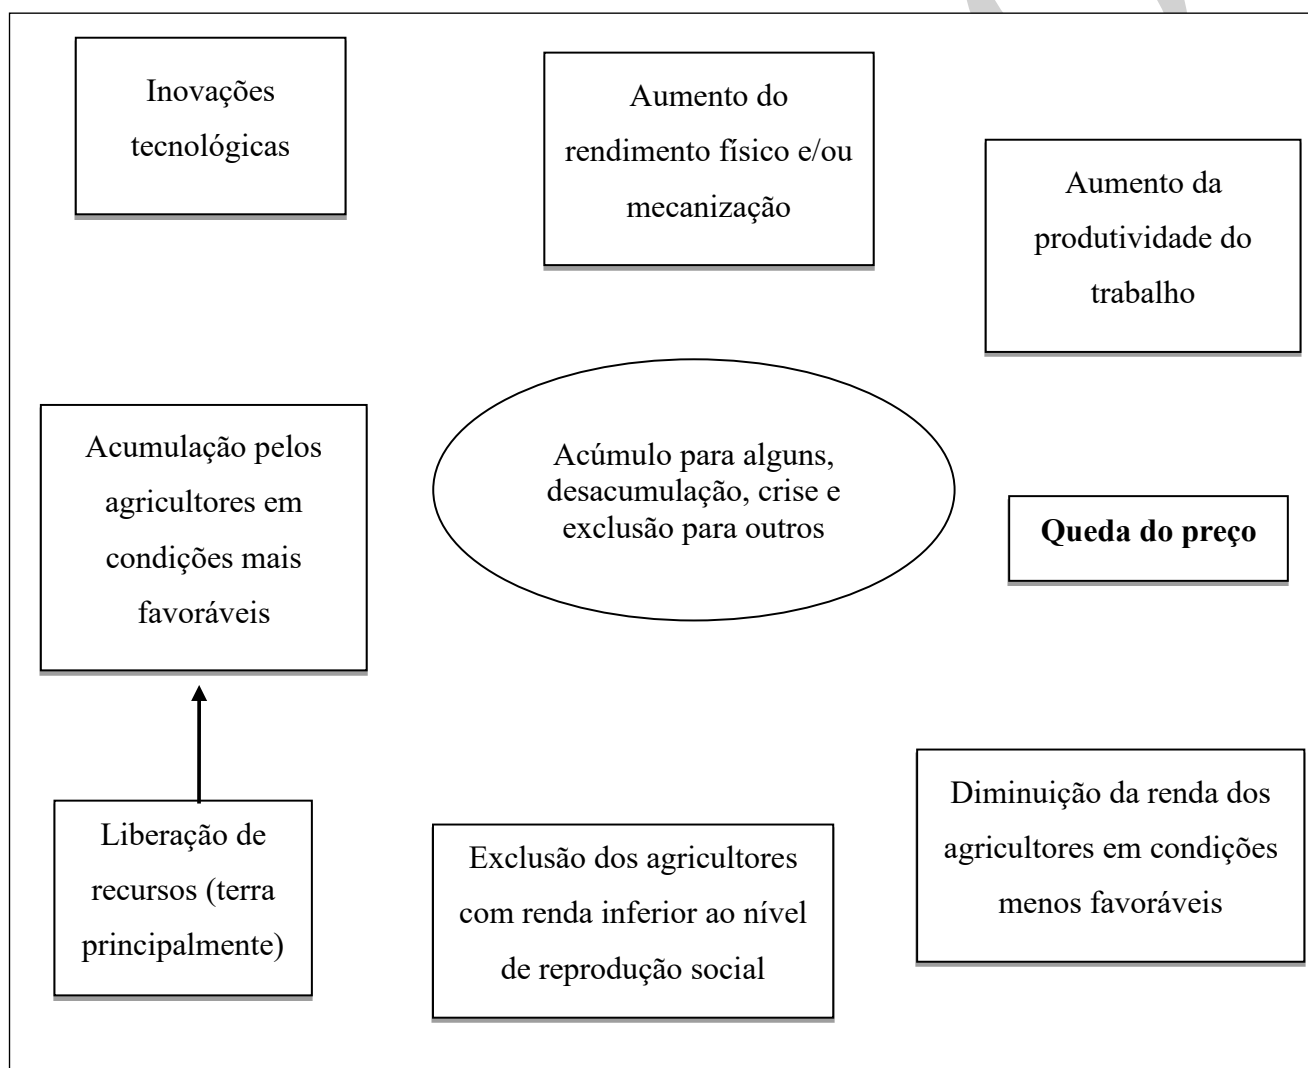 Inovações
tecnológicas
Aumento do
rendimento físico e/ou
mecanização
Aumento da
produtividade do
trabalho
Acumulação pelos
agricultores em
condições mais
favoráveis
Acúmulo para alguns,
desacumulação, crise e
exclusão para outros
Queda do preço
Liberação de
recursos (terra
principalmente)
Exclusão dos agricultores
com renda inferior ao nível
de reprodução social
Diminuição da renda dos
agricultores em condições
menos favoráveis